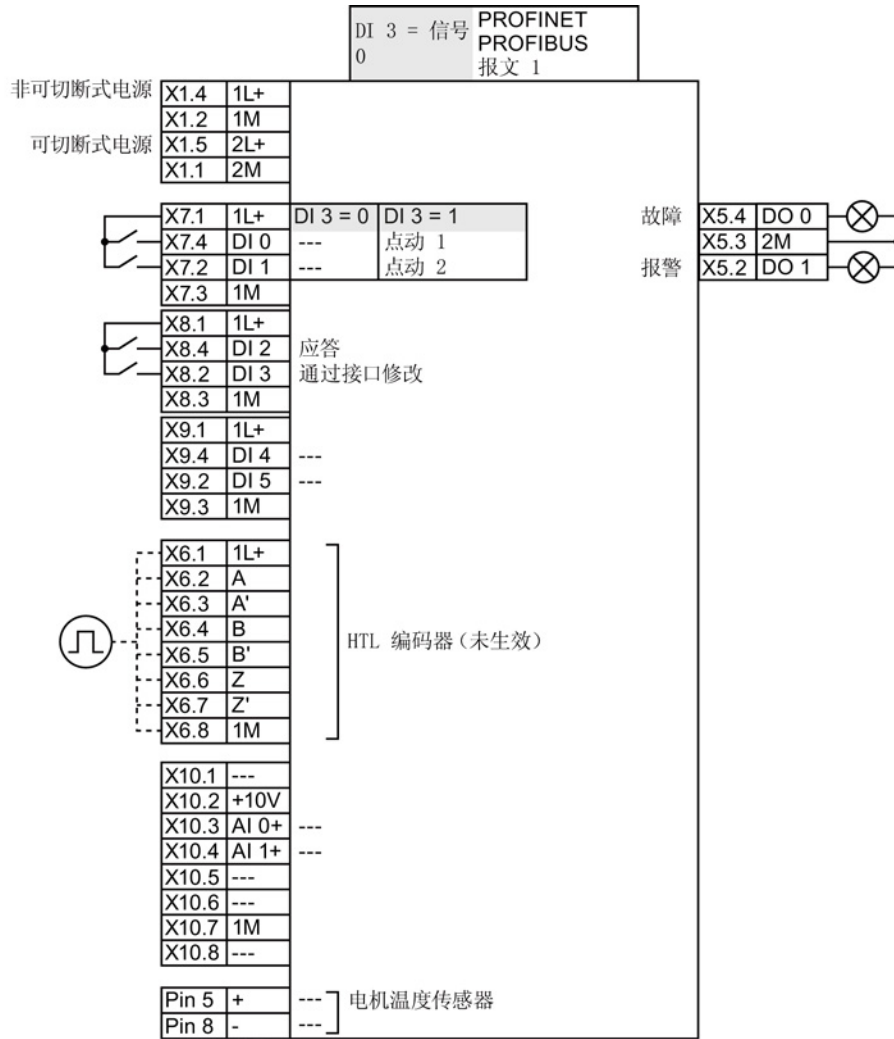 DI 3 = 信号 0
PROFINET
PROFIBUS
报文 1
非可切断式电源 X1.4 1L+
X1.2 1M
可切断式电源 X1.5 2L+
X1.1 2M
X7.1 1L+ DI 3 = 0 DI 3 = 1
X7.4 DI 0 --- 点动 1
X7.2 DI 1 --- 点动 2
X7.3 1M
故障 X5.4 DO 0
X5.3 2M
报警 X5.2 DO 1
X8.1 1L+
X8.4 DI 2 应答
X8.2 DI 3 通过接口修改
X8.3 1M
X9.1 1L+
X9.4 DI 4 ---
X9.2 DI 5 ---
X9.3 1M
X6.1 1L+
X6.2 A
X6.3 A'
X6.4 B
X6.5 B'
X6.6 Z
X6.7 Z'
X6.8 1M
HTL 编码器(未生效)
X10.1 ---
X10.2 +10V
X10.3 AI 0+ ---
X10.4 AI 1+ ---
X10.5 ---
X10.6 ---
X10.7 1M
X10.8 ---
Pin 5 + --- 电机温度传感器
Pin 8 - ---